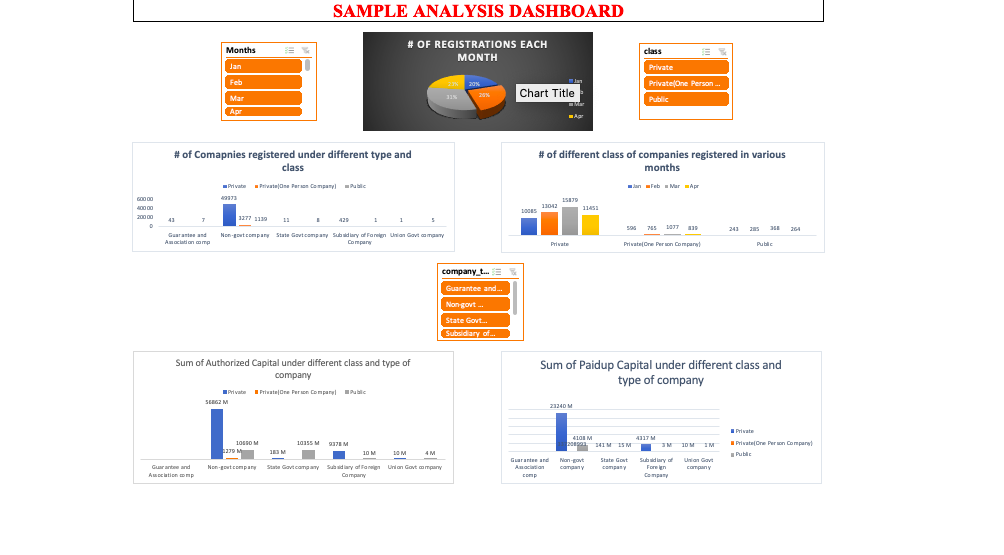 SAMPLE ANALYSIS DASHBOARD
Months
Jan
Feb
Mar
Apr
# OF REGISTRATIONS EACH
MONTH
20%
26%
31%
Jan
Mar
Apr
Chart Title
class
Private
Private(One Person ...
Public
# of Comapnies registered under different type and
class
Private Private(One Person Company) Public
60000
40000
20000
0
43 7 49973 3277 1139 11 8 429 1 1 5
Guarantee and
Association comp
Non-govt company
State Govt company
Subsidiary of Foreign
Company
Union Govt company
# of different class of companies registered in various
months
Jan Feb Mar Apr
10085 13042 15879 11451
596 765 1077 839
243 285 368 264
Private Private(One Person Company) Public
company_t...
Guarantee and...
Non-govt ...
State Govt...
Subsidiary of...
Sum of Authorized Capital under different class and type of
company
Private Private(One Person Company) Public
56862 M
1279 M
10690 M
183 M
10355 M
9378 M
10 M
10 M
4 M
Guarantee and
Association comp
Non-govt company
State Govt company
Subsidiary of Foreign
Company
Union Govt company
Sum of Paidup Capital under different class and
type of company
23240 M
4108 M
141 M
15 M
4317 M
3 M
10 M
1 M
Guarantee and
Association
comp
Non-govt
company
State Govt
company
Subsidiary of
Foreign
Company
Union Govt
company
Private
Private(One Person Company)
Public